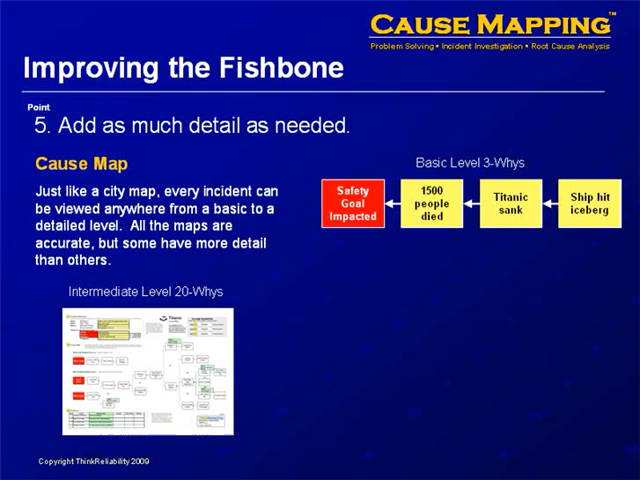 CAUSE MAPPING™
Problem Solving • Incident Investigation • Root Cause Analysis
Improving the Fishbone
Point
5. Add as much detail as needed.
Cause Map
Just like a city map, every incident can
be viewed anywhere from a basic to a
detailed level. All the maps are
accurate, but some have more detail
than others.
Basic Level 3-Whys
Safety
Goal
Impacted
1500
people
died
Titanic
sank
Ship hit
iceberg
Intermediate Level 20-Whys
Titanic
Copyright ThinkReliability 2009